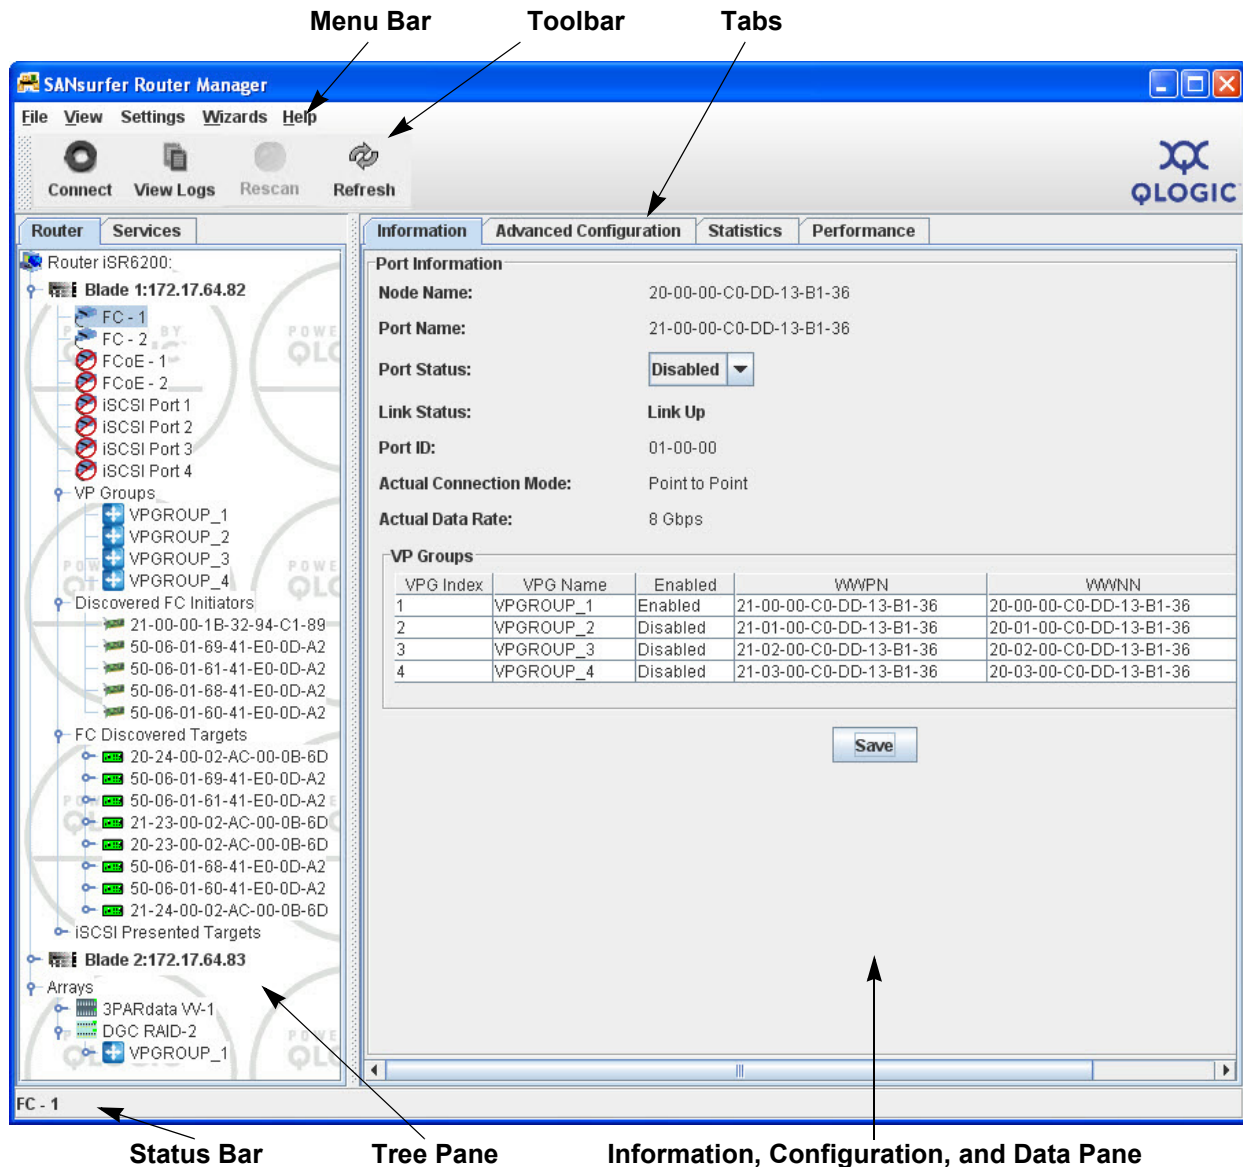 Menu Bar Toolbar Tabs
SANsurfer Router Manager
File View Settings Wizards Help
Connect View Logs Rescan Refresh
QLOGIC
Router Services
Router iSR6200:
Blade 1:172.17.64.82
FC - 1
FC - 2
FCoE - 1
FCoE - 2
iSCSI Port 1
iSCSI Port 2
iSCSI Port 3
iSCSI Port 4
VP Groups
VPGROUP_1
VPGROUP_2
VPGROUP_3
VPGROUP_4
Discovered FC Initiators
21-00-00-1B-32-94-C1-89
50-06-01-69-41-E0-0D-A2
50-06-01-61-41-E0-0D-A2
50-06-01-68-41-E0-0D-A2
50-06-01-60-41-E0-0D-A2
FC Discovered Targets
20-24-00-02-AC-00-0B-6D
50-06-01-69-41-E0-0D-A2
50-06-01-61-41-E0-0D-A2
21-23-00-02-AC-00-0B-6D
20-23-00-02-AC-00-0B-6D
50-06-01-68-41-E0-0D-A2
50-06-01-60-41-E0-0D-A2
21-24-00-02-AC-00-0B-6D
iSCSI Presented Targets
Blade 2:172.17.64.83
Arrays
3PARdata VV-1
DGC RAID-2
VPGROUP_1
Information Advanced Configuration Statistics Performance
Port Information
Node Name: 20-00-00-C0-DD-13-B1-36
Port Name: 21-00-00-C0-DD-13-B1-36
Port Status: Disabled
Link Status: Link Up
Port ID: 01-00-00
Actual Connection Mode: Point to Point
Actual Data Rate: 8 Gbps
VP Groups
VPG Index VPG Name Enabled WWPN WWNN
1 VPGROUP_1 Enabled 21-00-00-C0-DD-13-B1-36 20-00-00-C0-DD-13-B1-36
2 VPGROUP_2 Disabled 21-01-00-C0-DD-13-B1-36 20-01-00-C0-DD-13-B1-36
3 VPGROUP_3 Disabled 21-02-00-C0-DD-13-B1-36 20-02-00-C0-DD-13-B1-36
4 VPGROUP_4 Disabled 21-03-00-C0-DD-13-B1-36 20-03-00-C0-DD-13-B1-36
Save
FC - 1
Status Bar Tree Pane Information, Configuration, and Data Pane